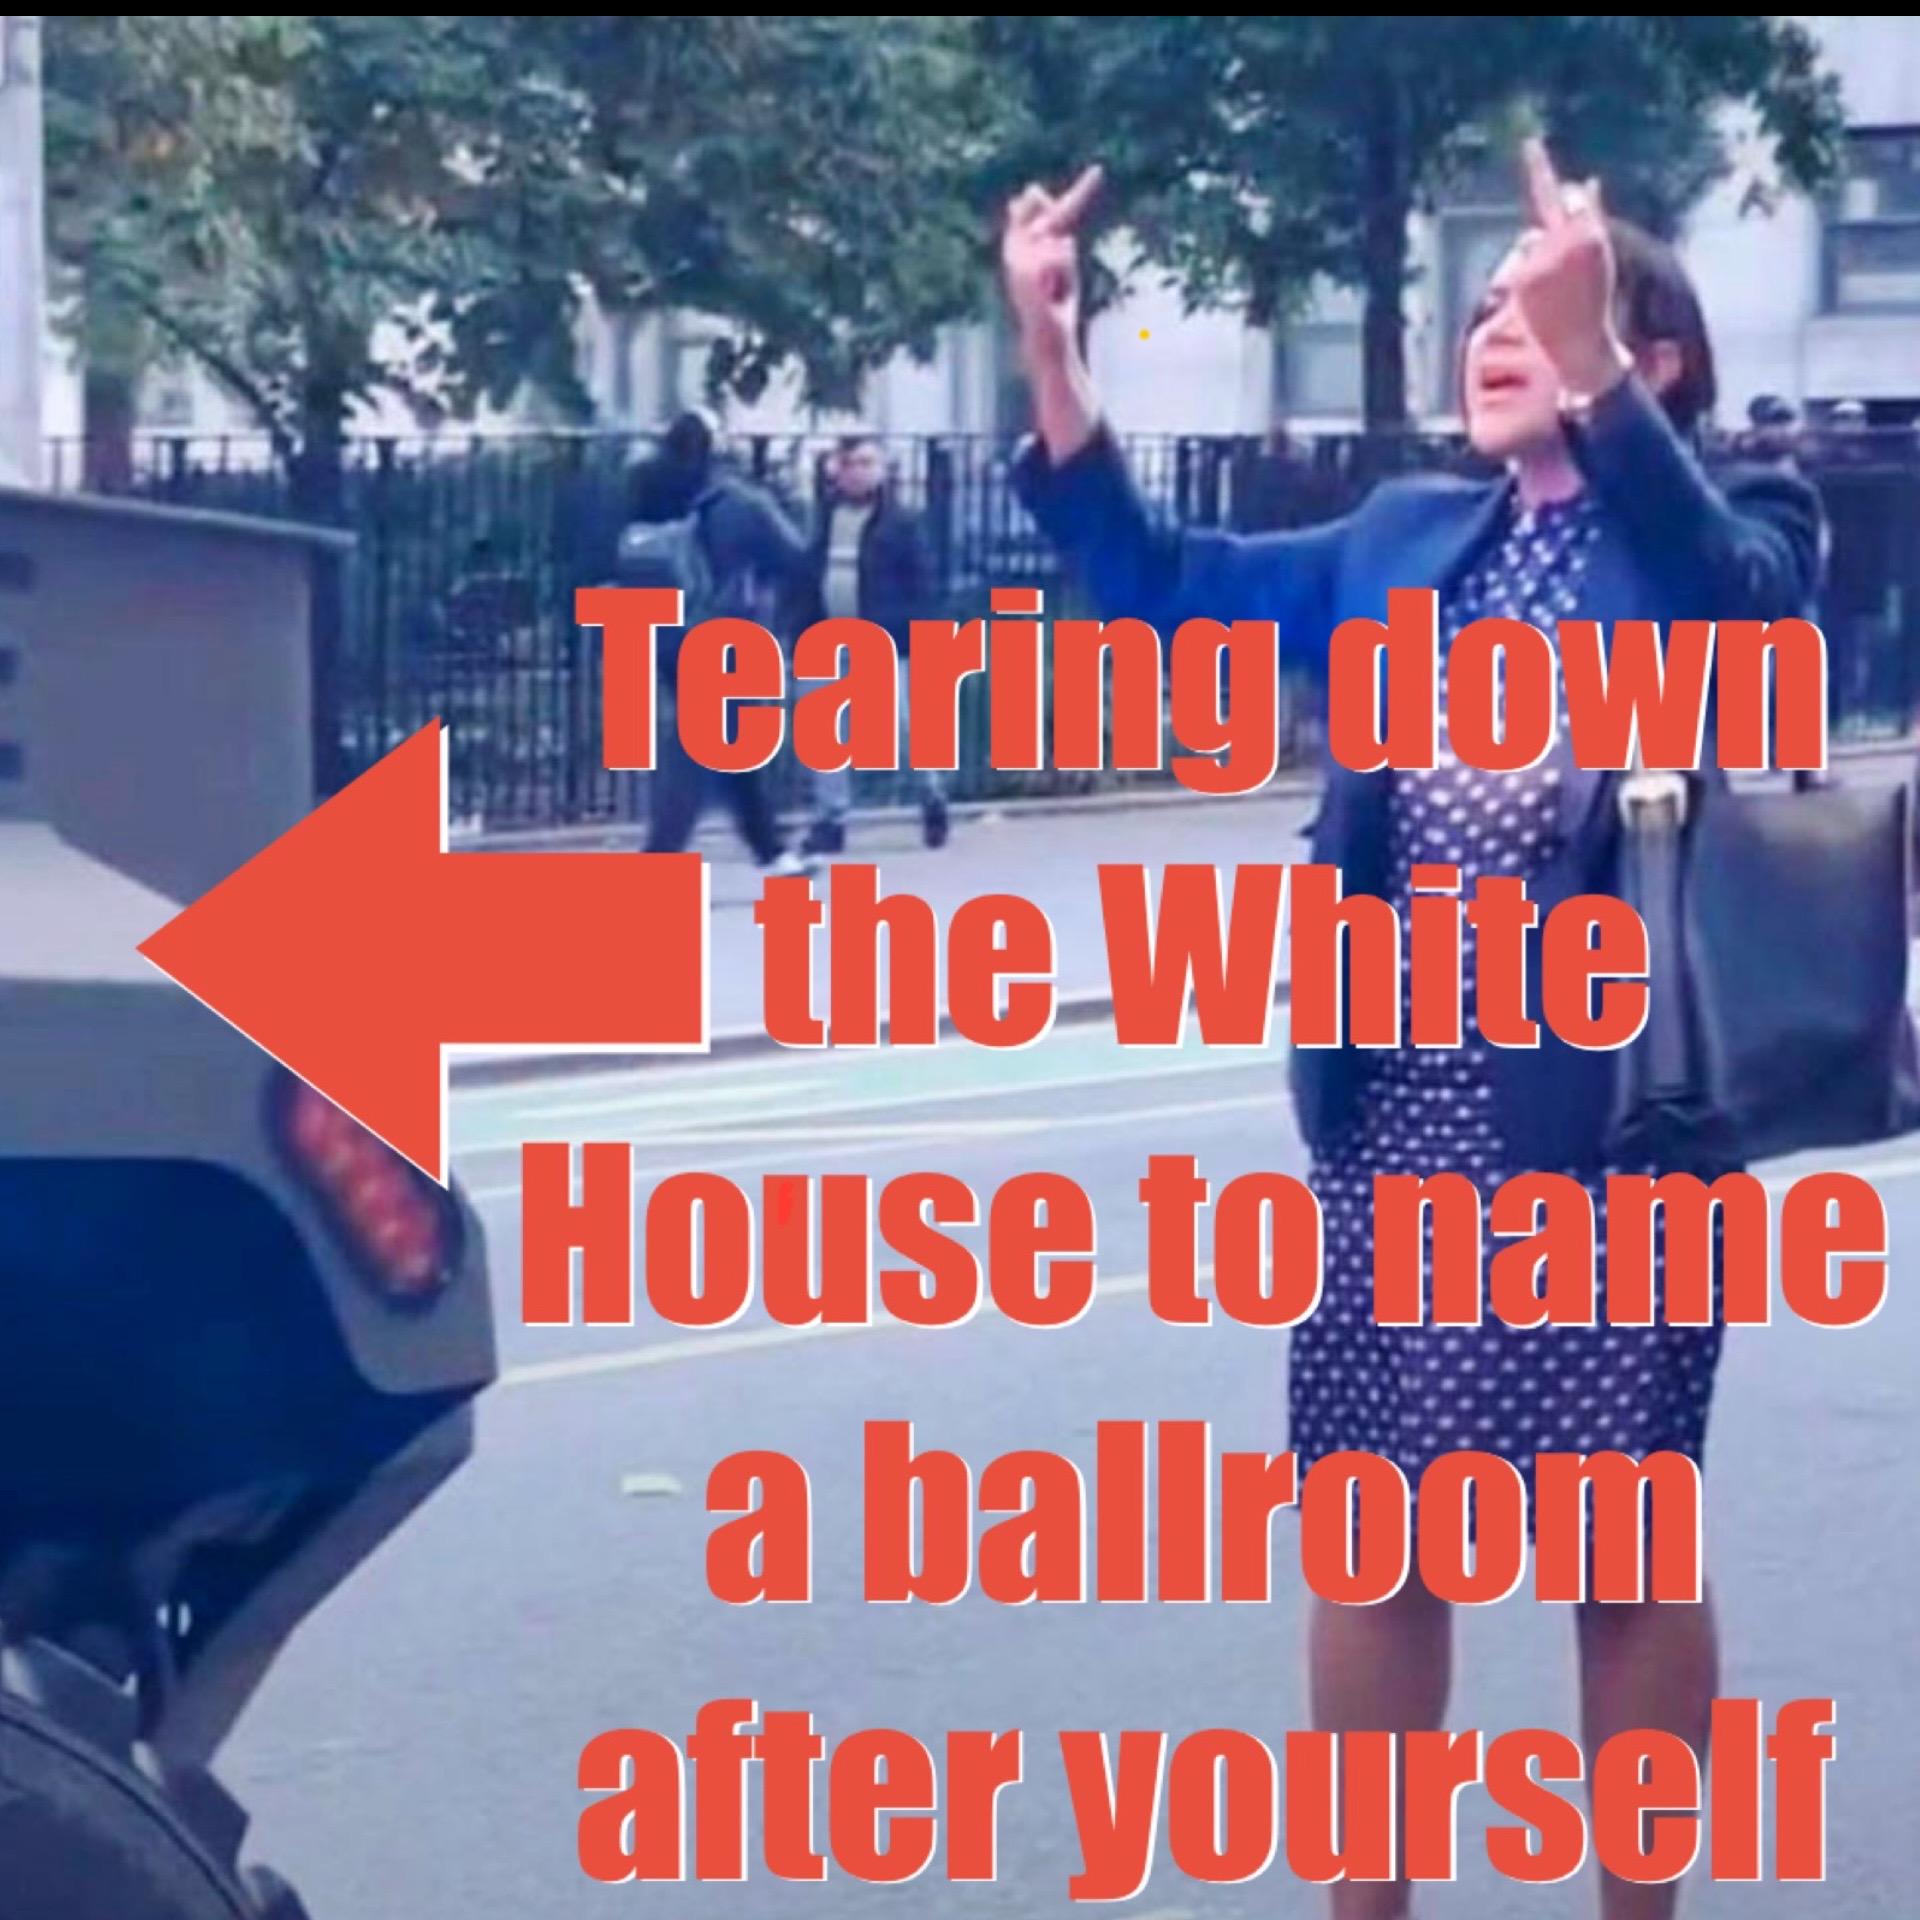 Tearing down
the White
House to name
a ballroom
after yourself